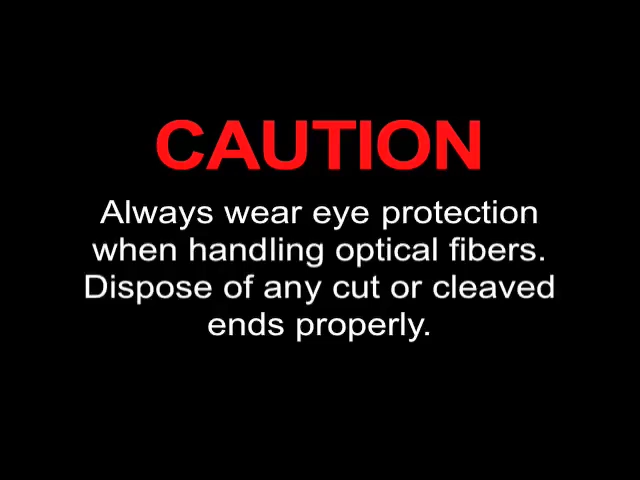 CAUTION
Always wear eye protection
when handling optical fibers.
Dispose of any cut or cleaved
ends properly.